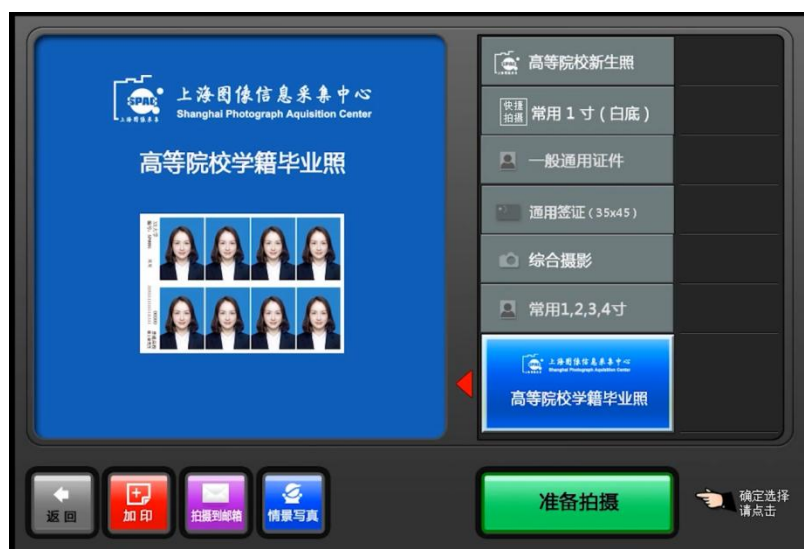 SPAC
上海图像信息采集中心
Shanghai Photograph Aquisition Center
高等院校学籍毕业照
高等院校新生照
快捷拍摄
常用 1 寸 ( 白底 )
一般通用证件
通用签证 (35x45)
综合摄影
常用1,2,3,4寸
上海图像信息采集中心
Shanghai Photograph Aquisition Center
高等院校学籍毕业照
返 回
加 印
拍摄到邮箱
情景写真
准备拍摄
确定选择
请点击